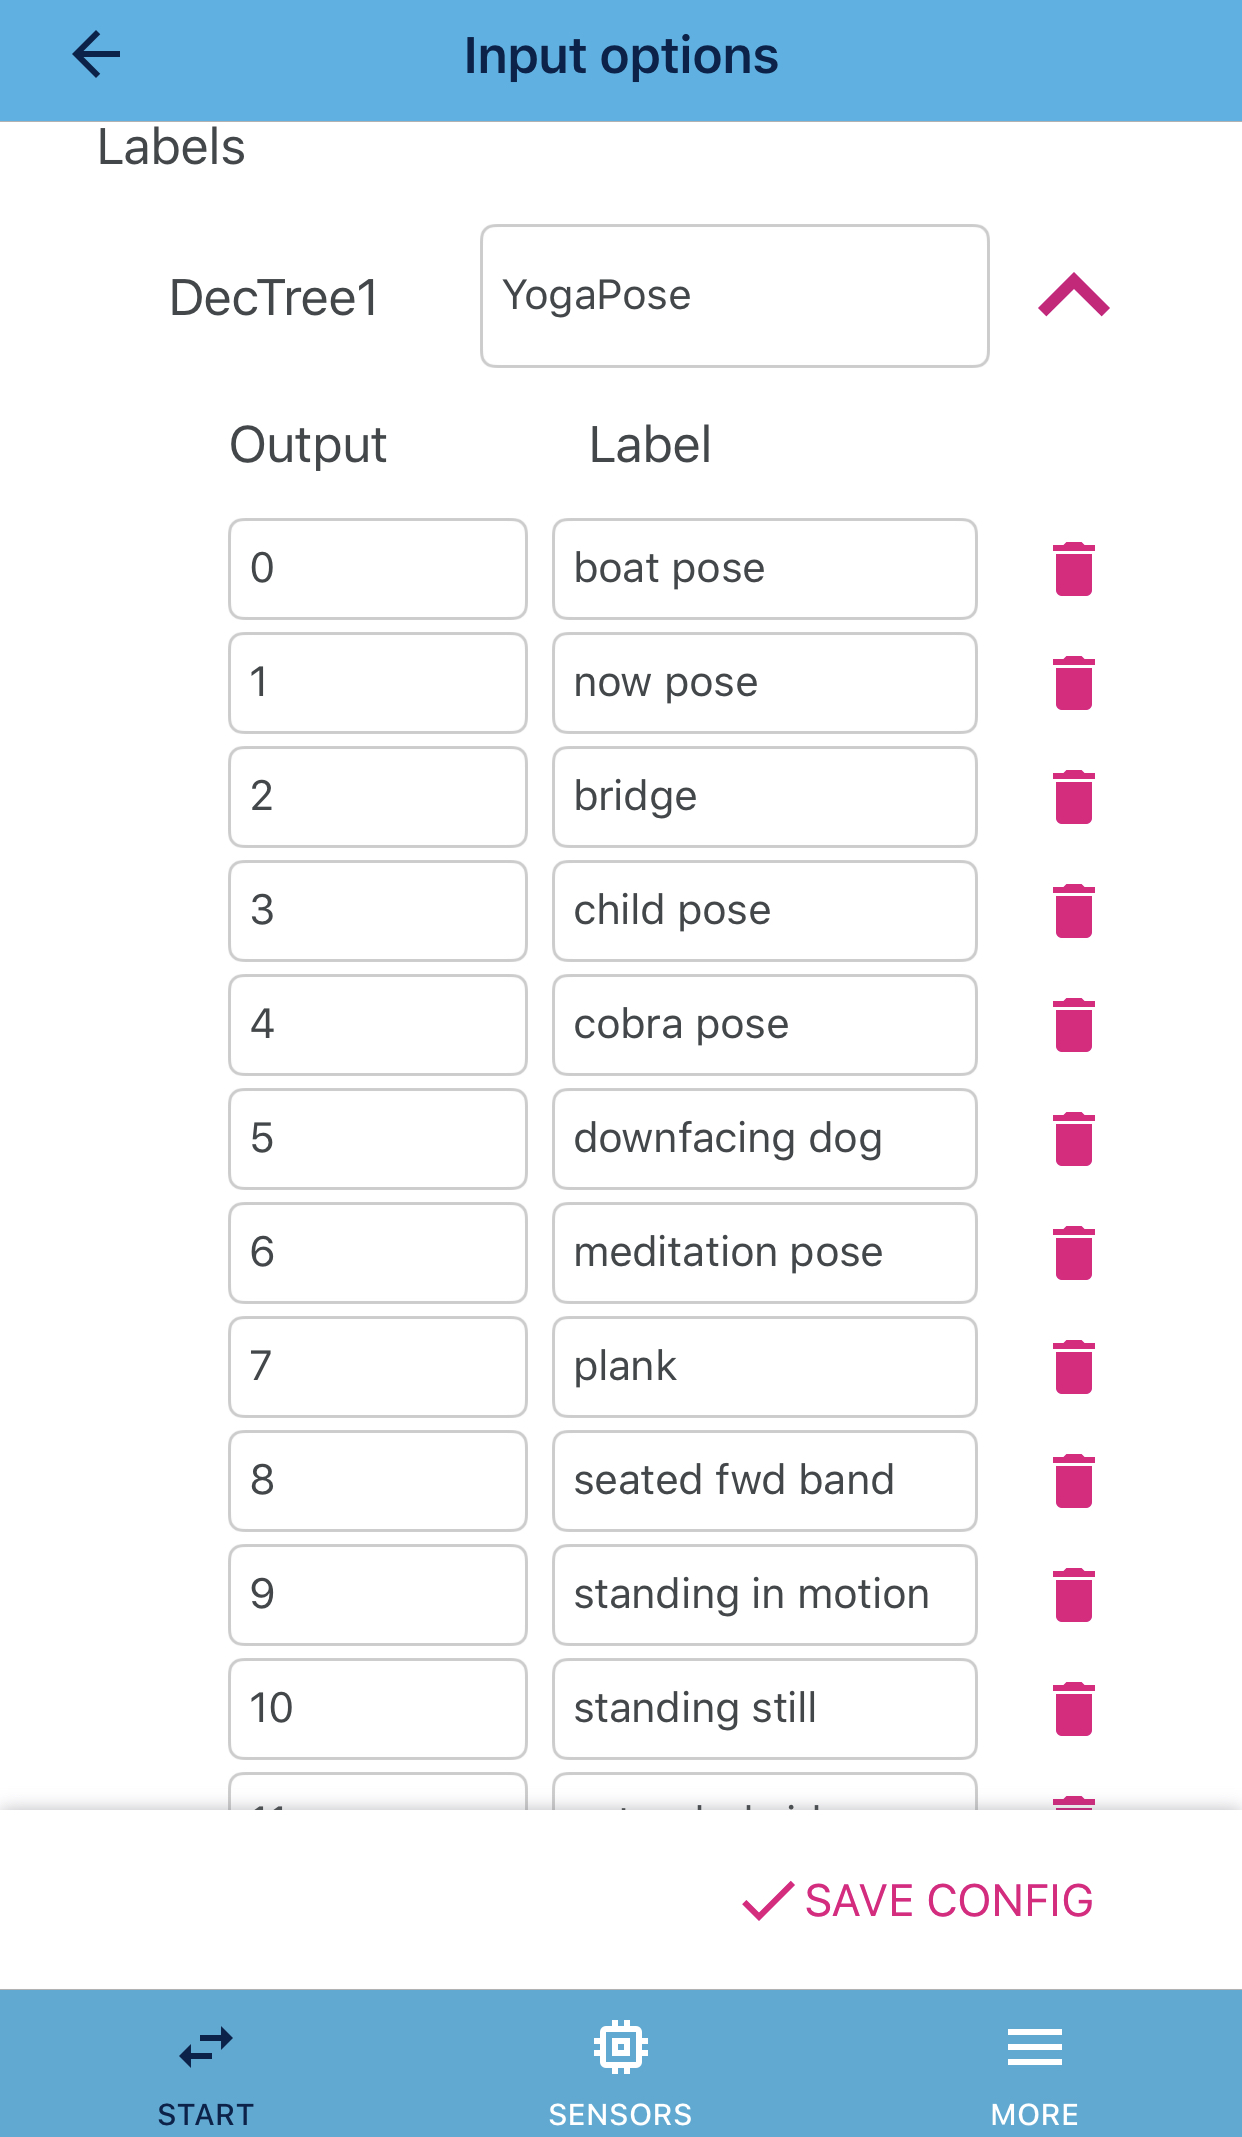 Input options
Labels
DecTree1 YogaPose
Output Label
0 boat pose
1 now pose
2 bridge
3 child pose
4 cobra pose
5 downfacing dog
6 meditation pose
7 plank
8 seated fwd band
9 standing in motion
10 standing still
SAVE CONFIG
START SENSORS MORE